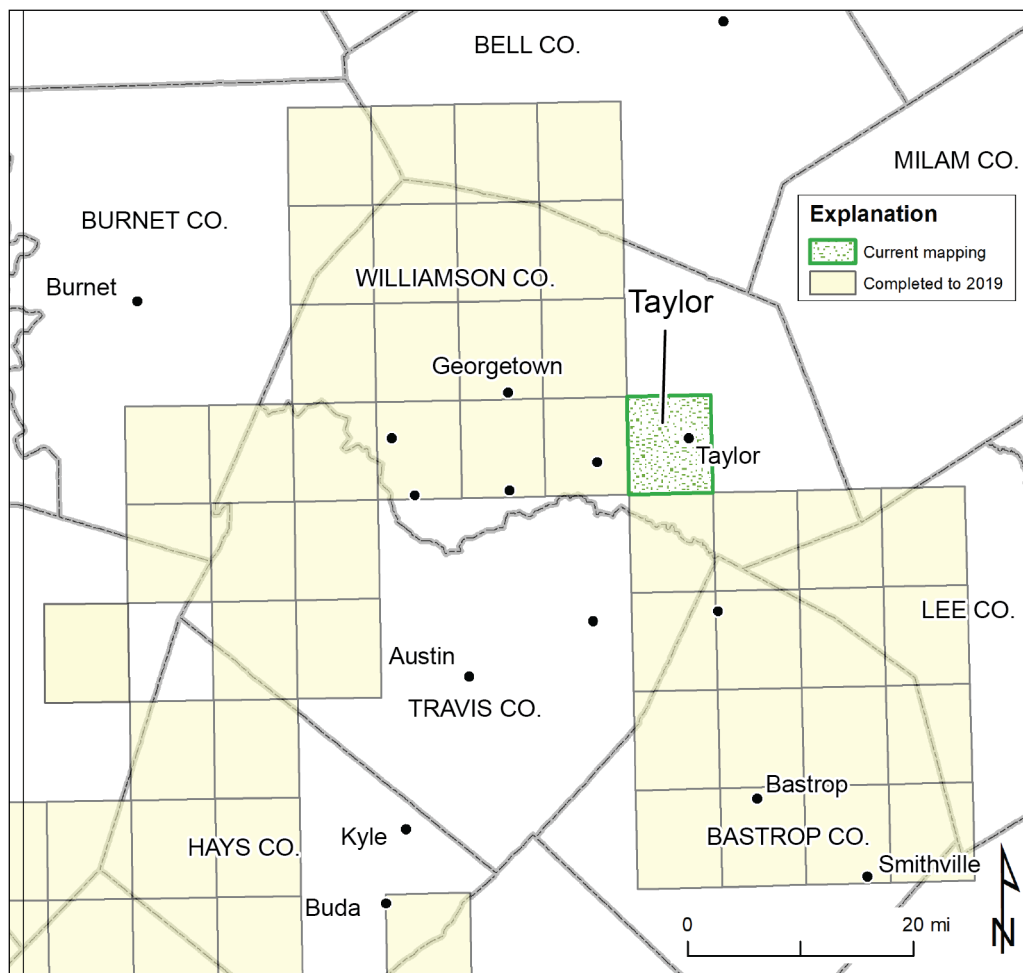 BELL CO.
MILAM CO.
BURNET CO.
Explanation
Current mapping
Completed to 2019
Burnet
WILLIAMSON CO.
Taylor
Georgetown
Taylor
LEE CO.
Austin
TRAVIS CO.
Bastrop
Kyle
HAYS CO.
BASTROP CO.
Smithville
Buda
0 20 mi
N